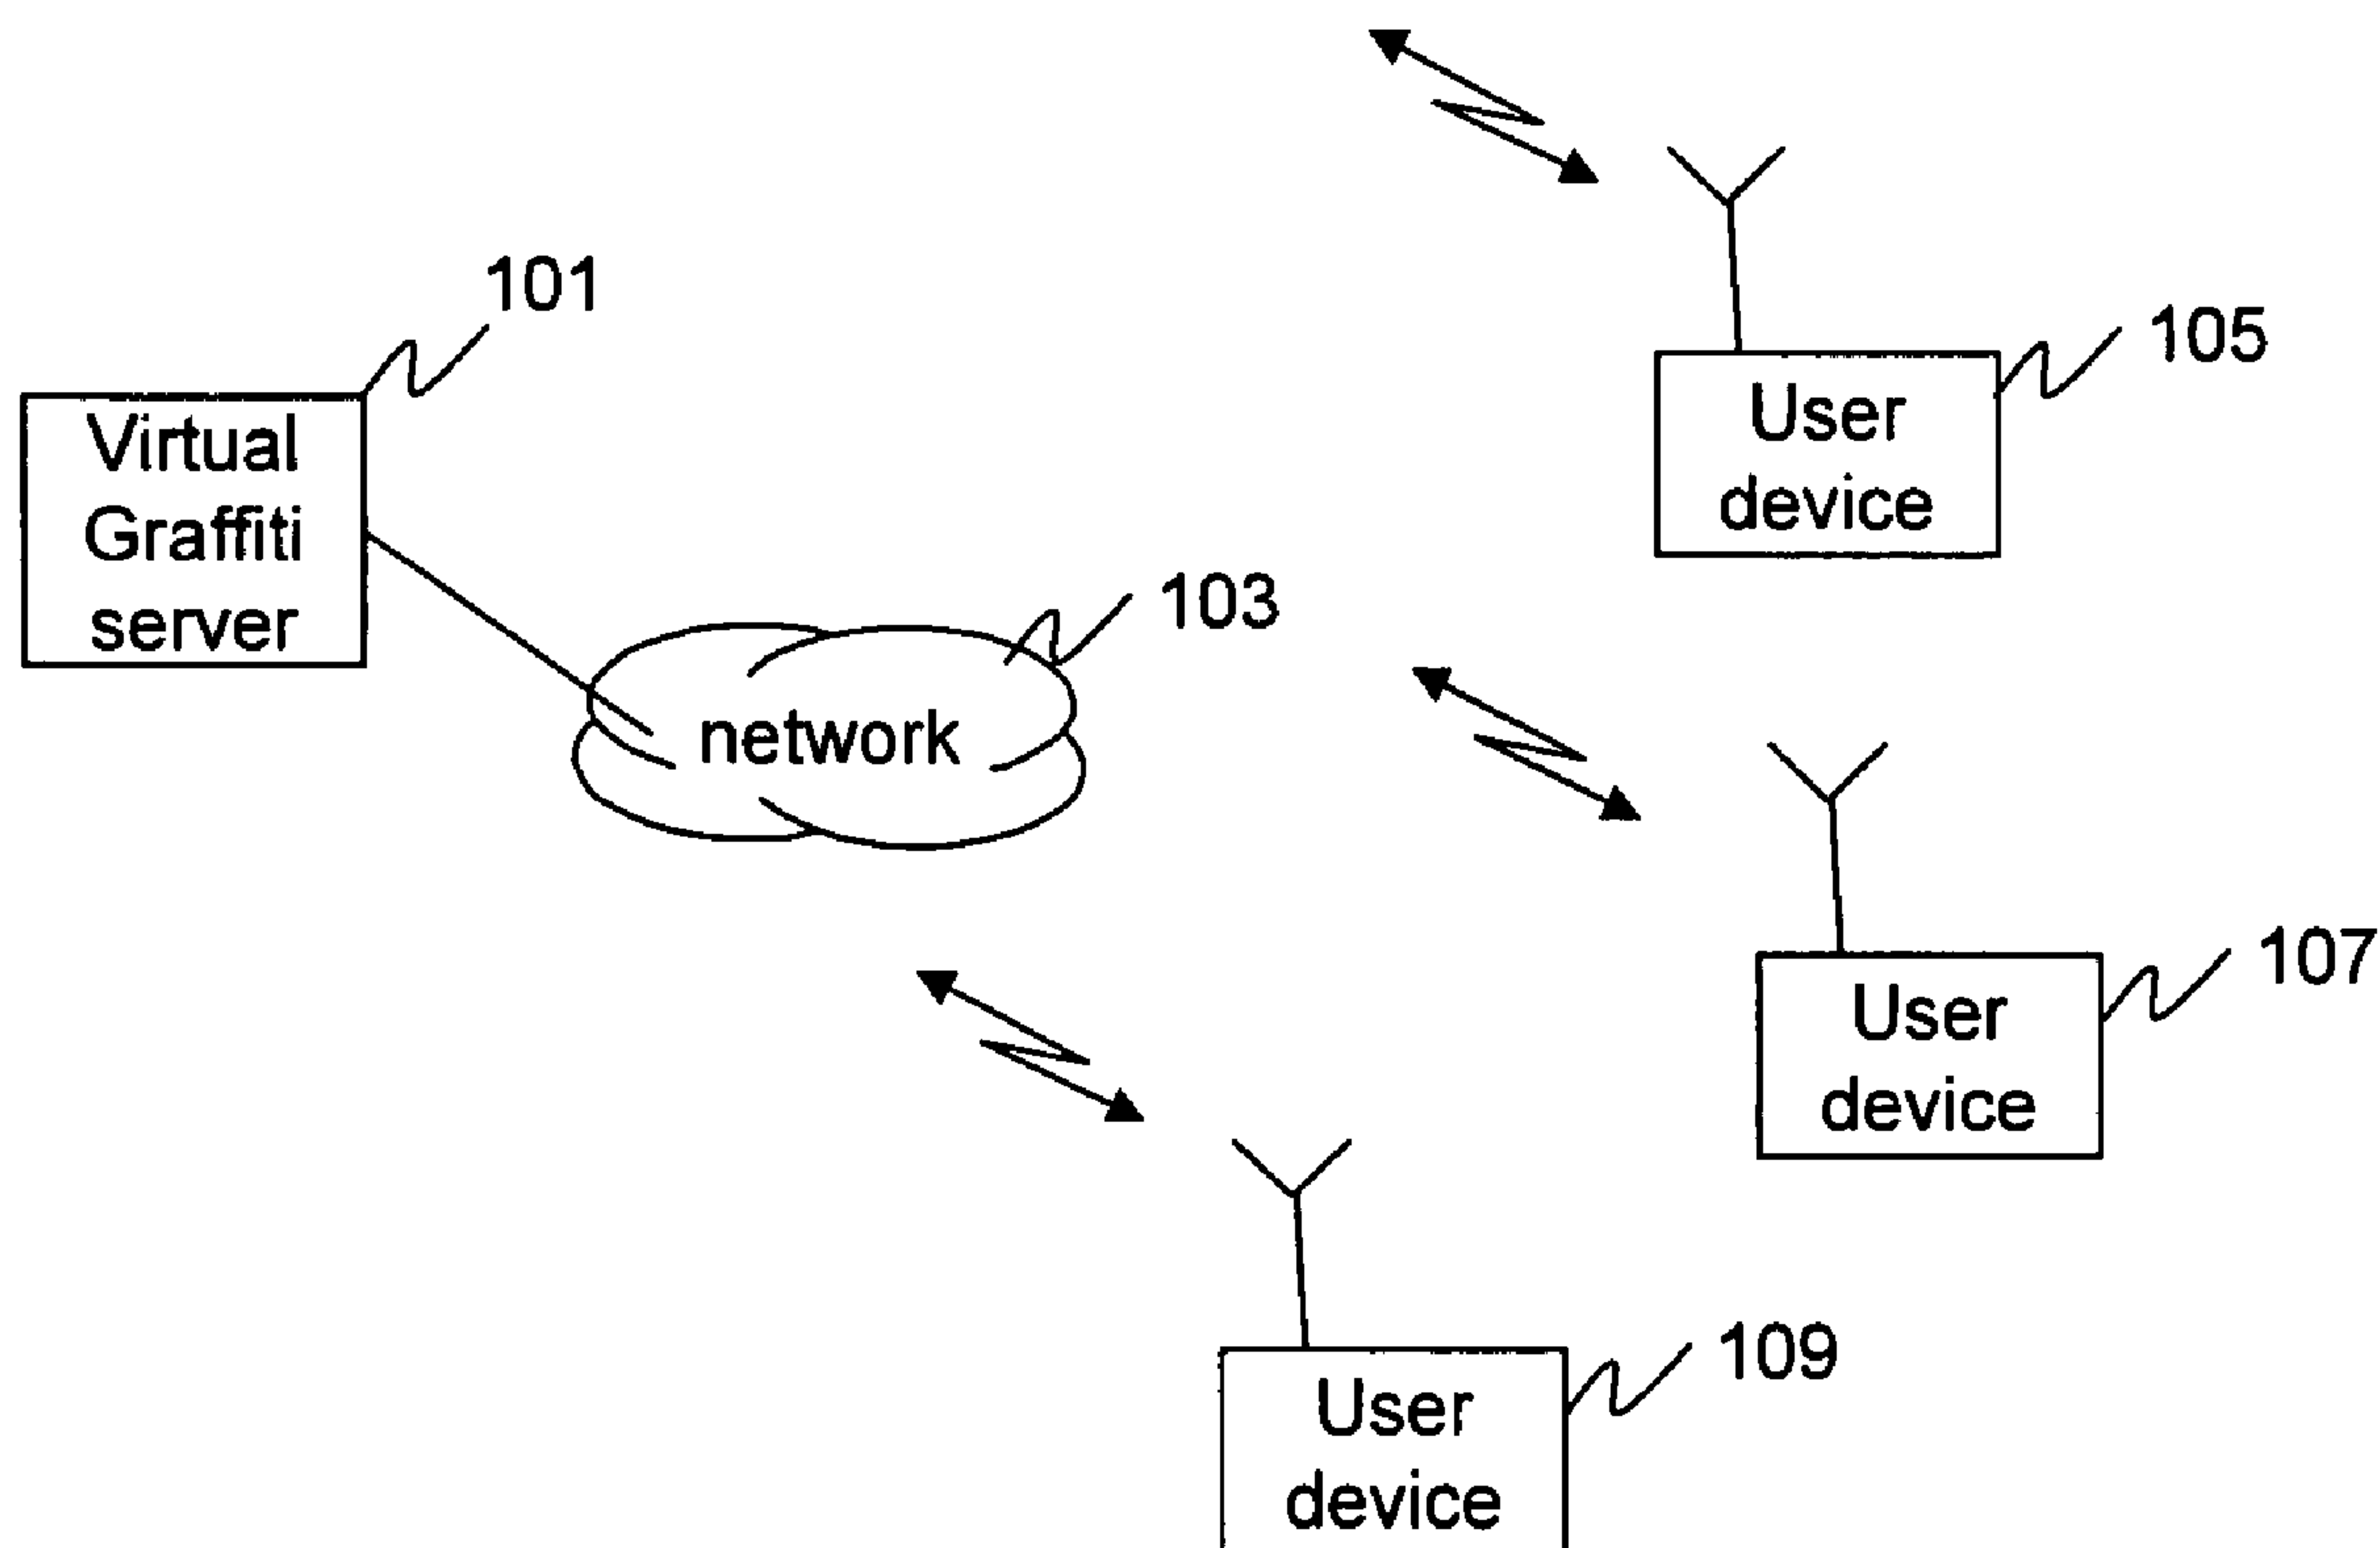 101
Virtual
Graffiti
server
103
network
105
User
device
107
User
device
109
User
device